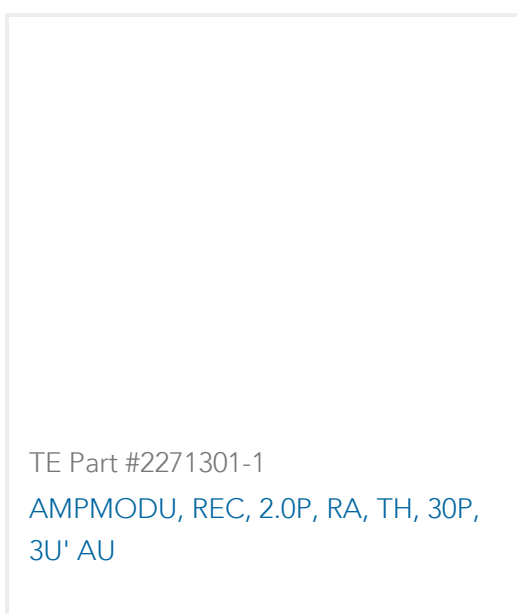 TE Part #2271301-1
AMPMODU, REC, 2.0P, RA, TH, 30P,
3U' AU